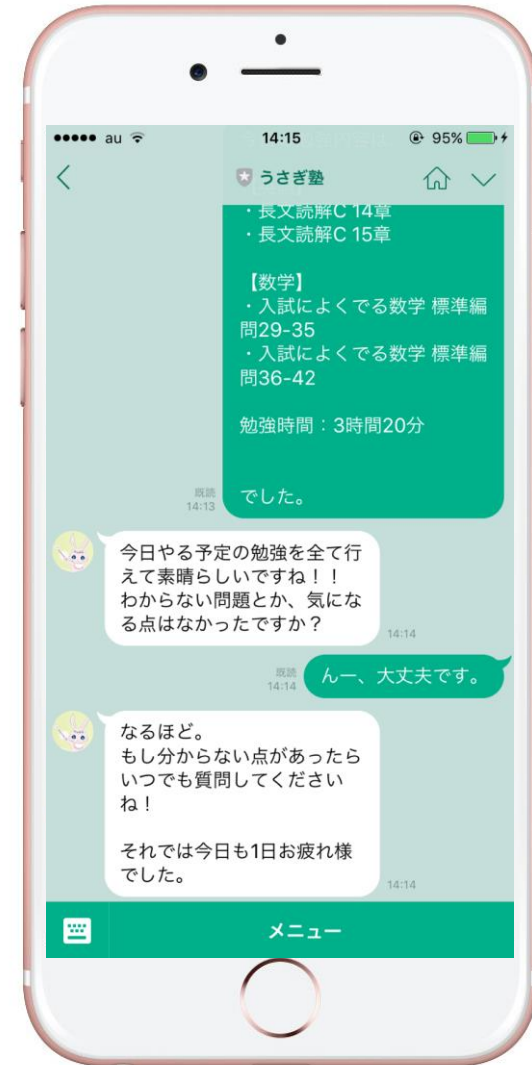 au
14:15
95%
うさぎ塾
・長文読解C 14章
・長文読解C 15章
【数学】
・入試によくでる数学 標準編
問29-35
・入試によくでる数学 標準編
問36-42
勉強時間：3時間20分
でした。
既読
14:13
今日やる予定の勉強を全て行
えて素晴らしいですね！！
わからない問題とか、気にな
る点はなかったですか？
14:14
んー、大丈夫です。
既読
14:14
なるほど。
もし分からない点があったら
いつでも質問してください
ね！
それでは今日も1日お疲れ様
でした。
14:14
メニュー